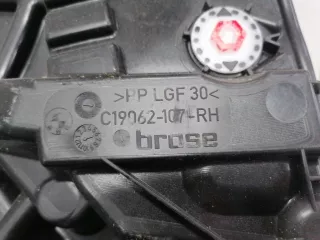 >PP LGF 30<
C19062-107-RH
brose